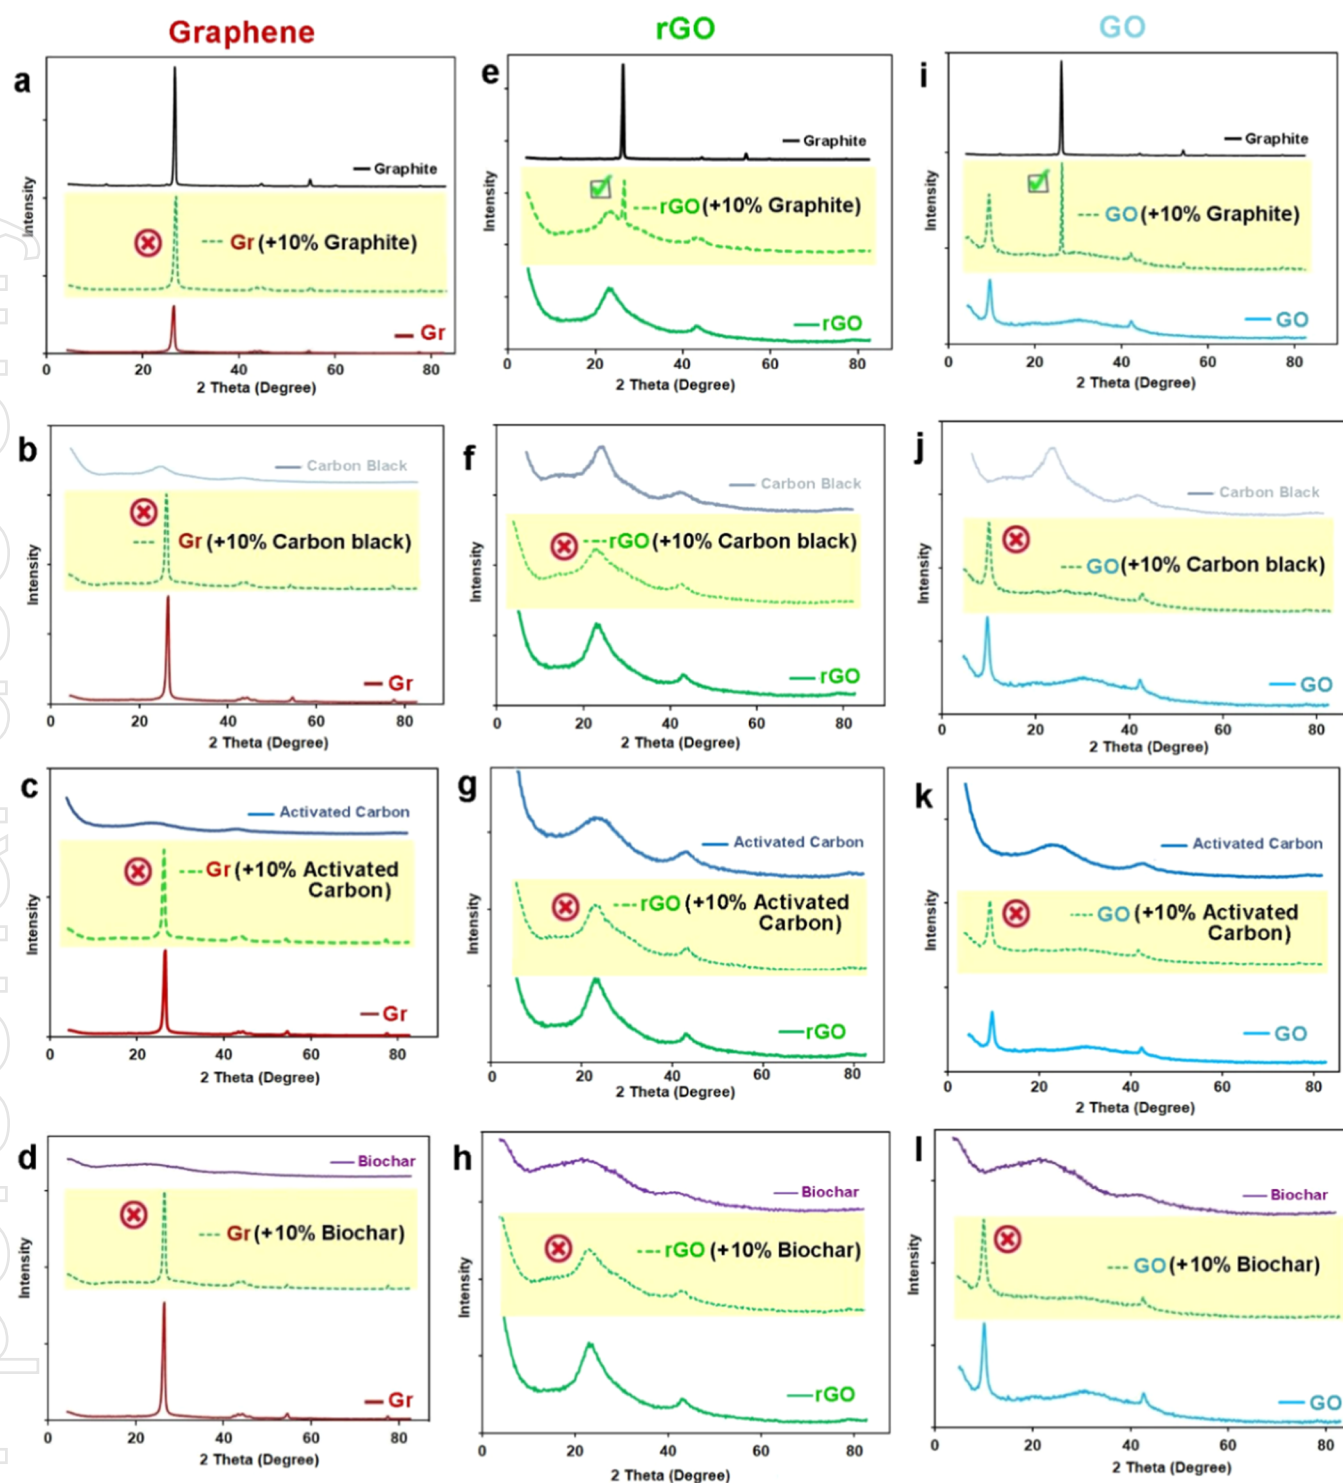 Graphene
rGO
GO
a
Intensity
Graphite
Gr (+10% Graphite)
Gr
0 20 40 60 80
2 Theta (Degree)
e
Intensity
Graphite
rGO (+10% Graphite)
rGO
0 20 40 60 80
2 Theta (Degree)
i
Intensity
Graphite
GO (+10% Graphite)
GO
0 20 40 60 80
2 Theta (Degree)
b
Intensity
Carbon Black
Gr (+10% Carbon black)
Gr
0 20 40 60 80
2 Theta (Degree)
f
Intensity
Carbon Black
rGO (+10% Carbon black)
rGO
0 20 40 60 80
2 Theta (Degree)
j
Intensity
Carbon Black
GO (+10% Carbon black)
GO
0 20 40 60 80
2 Theta (Degree)
c
Intensity
Activated Carbon
Gr (+10% Activated
Carbon)
Gr
0 20 40 60 80
2 Theta (Degree)
g
Intensity
Activated Carbon
rGO (+10% Activated
Carbon)
rGO
0 20 40 60 80
2 Theta (Degree)
k
Intensity
Activated Carbon
GO (+10% Activated
Carbon)
GO
0 20 40 60 80
2 Theta (Degree)
d
Intensity
Biochar
Gr (+10% Biochar)
Gr
0 20 40 60 80
2 Theta (Degree)
h
Intensity
Biochar
rGO (+10% Biochar)
rGO
0 20 40 60 80
2 Theta (Degree)
l
Intensity
Biochar
GO (+10% Biochar)
GO
0 20 40 60 80
2 Theta (Degree)